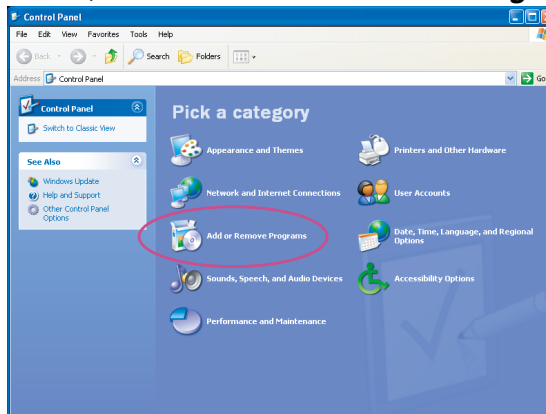 Control Panel
File Edit View Favorites Tools Help
Back Search Folders
Address Control Panel Go
Control Panel
Switch to Classic View
See Also
Windows Update
Help and Support
Other Control Panel
Options
Pick a category
Appearance and Themes
Printers and Other Hardware
Network and Internet Connections
User Accounts
Add or Remove Programs
Date, Time, Language, and Regional
Options
Sounds, Speech, and Audio Devices
Accessibility Options
Performance and Maintenance